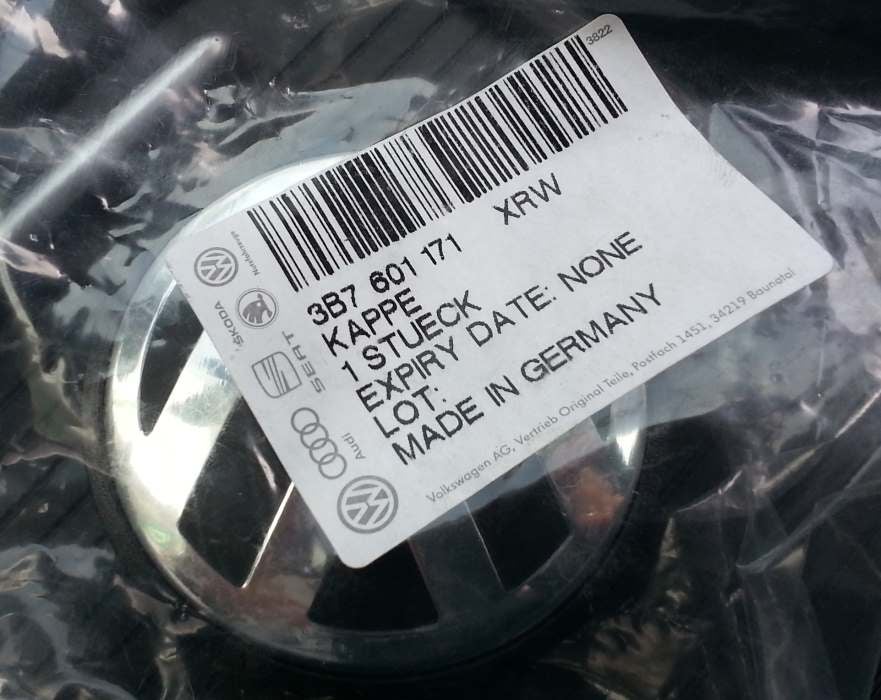 3822
3B7 601 171 XRW
KAPPE
1 STUECK
EXPIRY DATE: NONE
LOT:
MADE IN GERMANY
Volkswagen AG, Vertrieb Original Teile, Postfach 1451, 34219 Baunatal
Nutzfahrzeuge
ŠKODA
SEAT
Audi